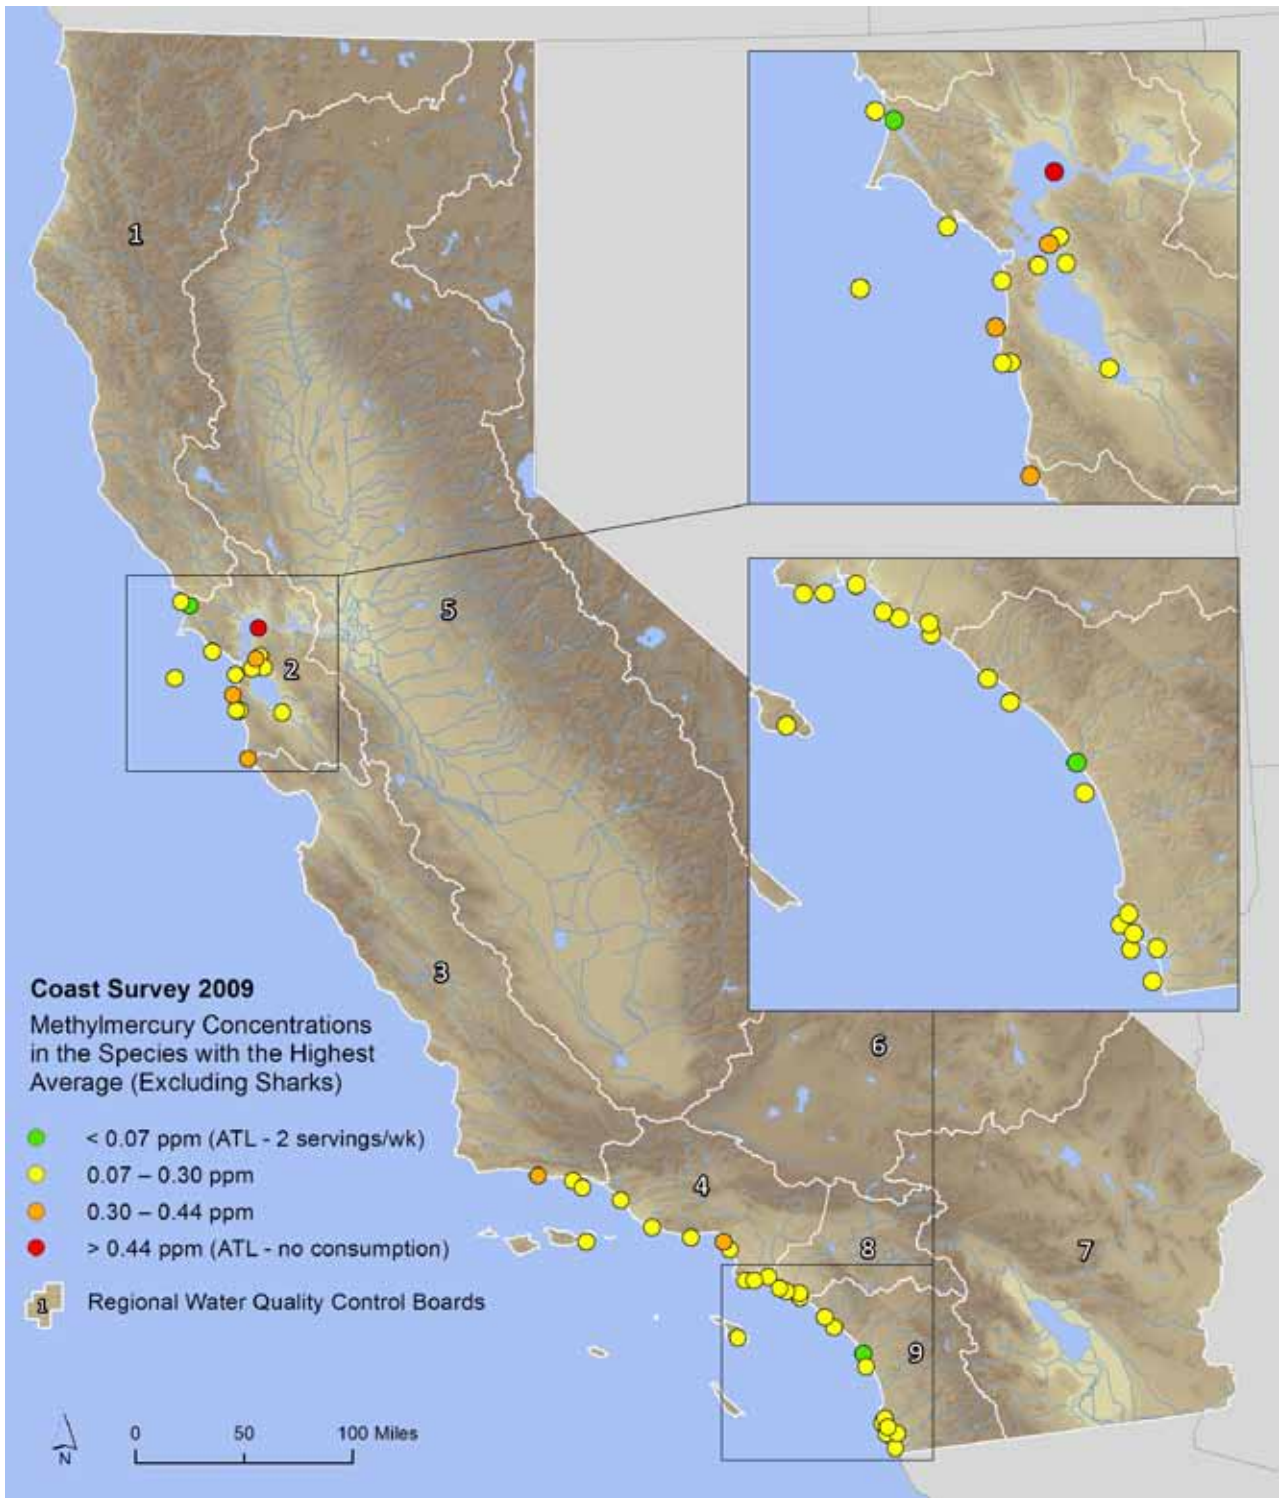 1
2
5
3
6
4
8
7
9
Coast Survey 2009
Methylmercury Concentrations
in the Species with the Highest
Average (Excluding Sharks)
< 0.07 ppm (ATL - 2 servings/wk)
0.07 – 0.30 ppm
0.30 – 0.44 ppm
> 0.44 ppm (ATL - no consumption)
1 Regional Water Quality Control Boards
N
0 50 100 Miles